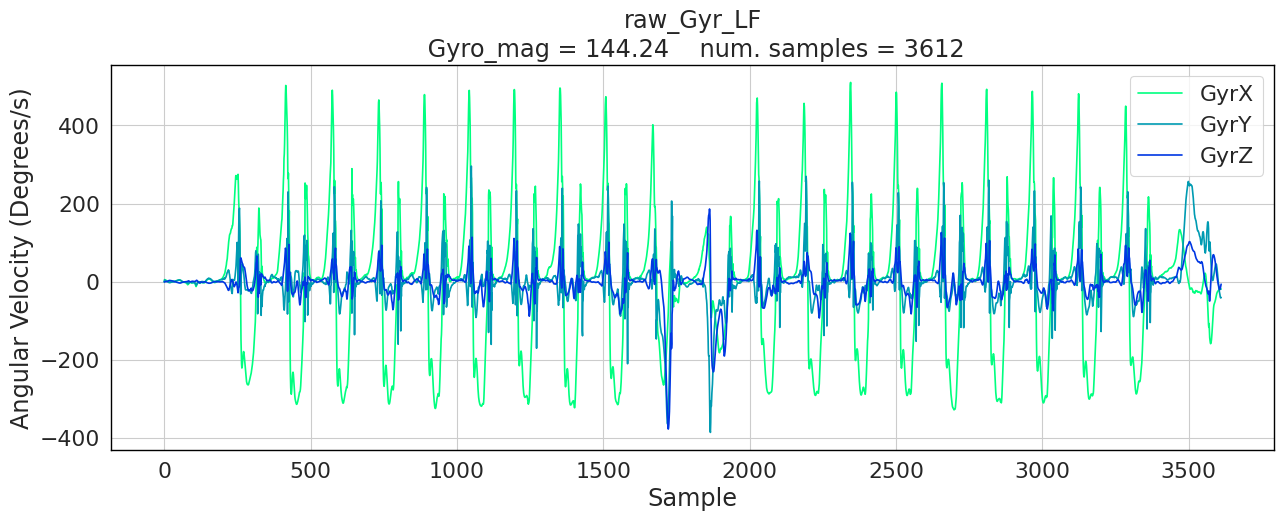 raw_Gyr_LF
Gyro_mag = 144.24    num. samples = 3612
GyrX
GyrY
GyrZ
Angular Velocity (Degrees/s)
400
200
0
−200
−400
0 500 1000 1500 2000 2500 3000 3500
Sample